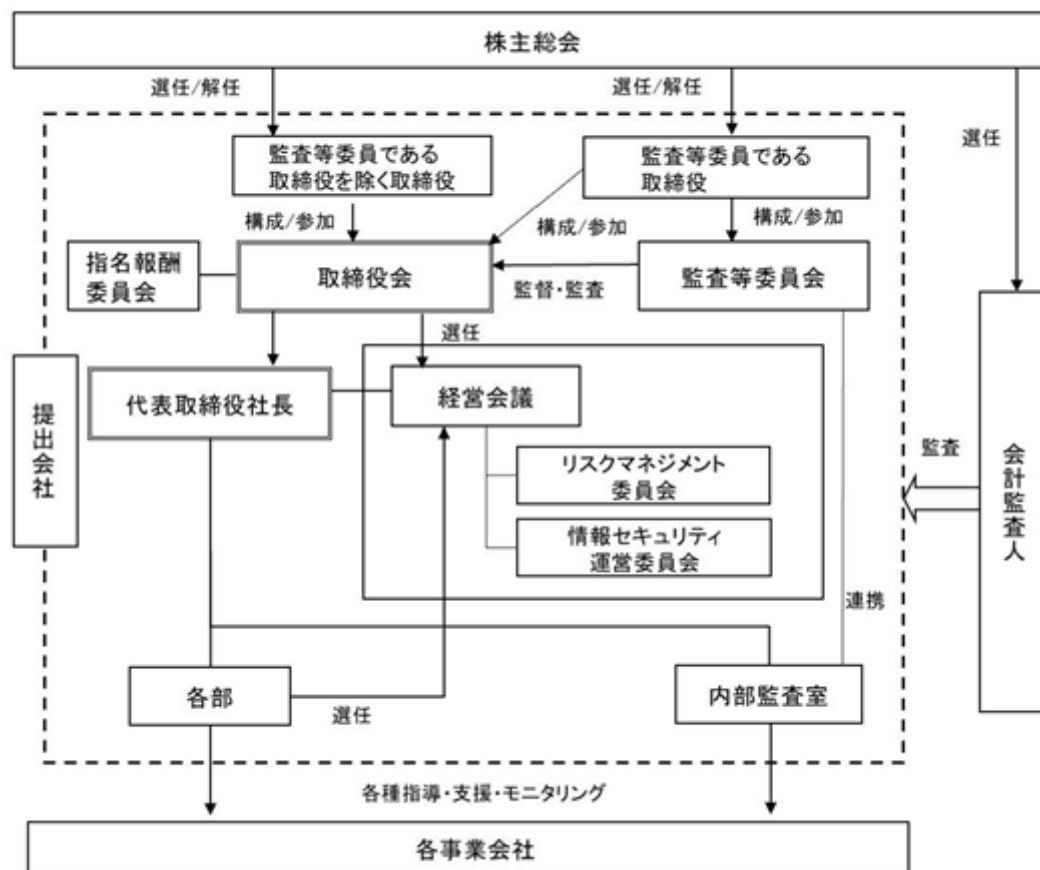 株主総会
選任/解任
選任/解任
選任
監査等委員である
取締役を除く取締役
監査等委員である
取締役
構成/参加
構成/参加
構成/参加
指名報酬
委員会
取締役会
監督・監査
監査等委員会
選任
提出会社
代表取締役社長
経営会議
リスクマネジメント
委員会
情報セキュリティ
運営委員会
監査
会計監査人
連携
各部
選任
内部監査室
各種指導・支援・モニタリング
各事業会社